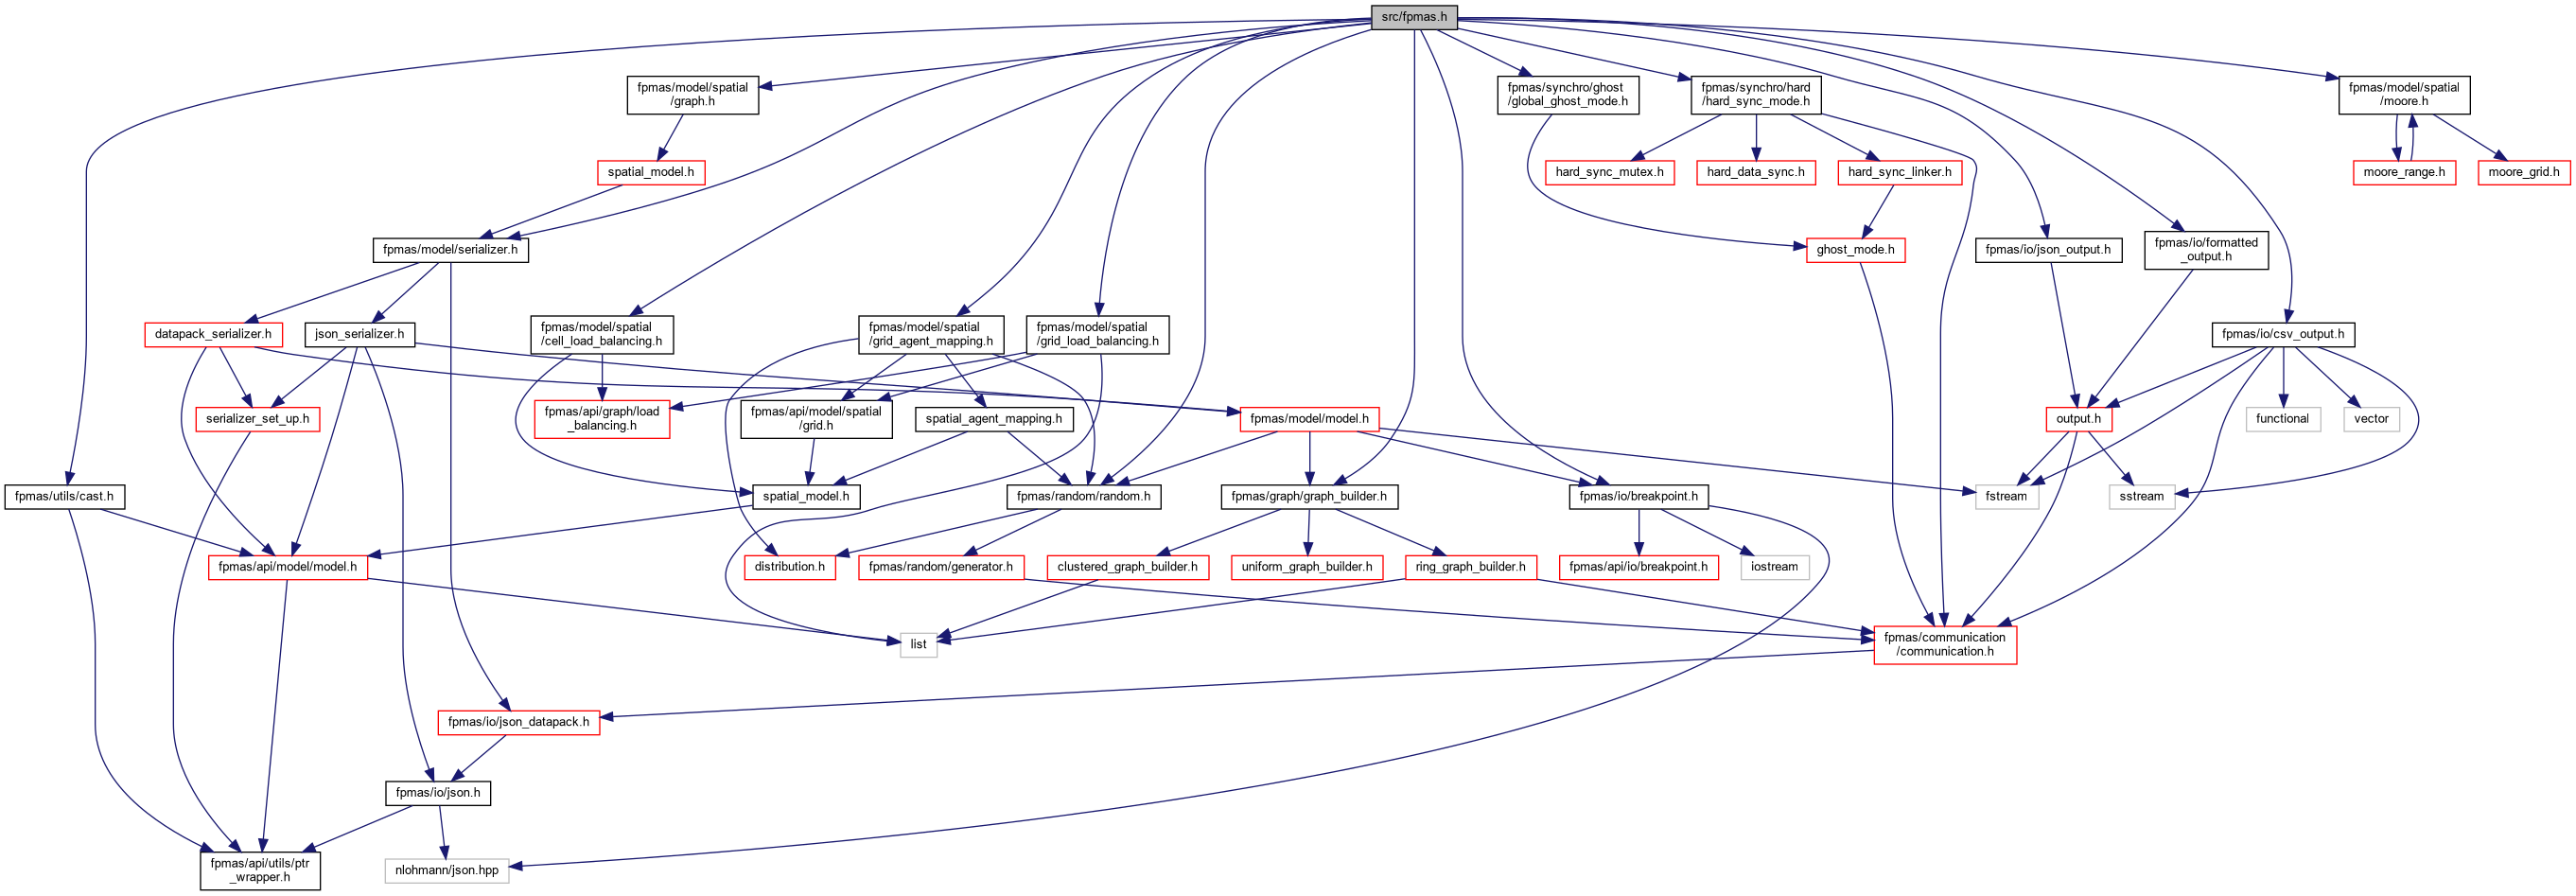 src/fpmas.h
fpmas/model/spatial
/graph.h
fpmas/synchro/ghost
/global_ghost_mode.h
fpmas/synchro/hard
/hard_sync_mode.h
fpmas/model/spatial
/moore.h
spatial_model.h
hard_sync_mutex.h
hard_data_sync.h
hard_sync_linker.h
moore_range.h
moore_grid.h
fpmas/model/serializer.h
ghost_mode.h
fpmas/io/json_output.h
fpmas/io/formatted
_output.h
datapack_serializer.h
json_serializer.h
fpmas/model/spatial
/cell_load_balancing.h
fpmas/model/spatial
/grid_agent_mapping.h
fpmas/model/spatial
/grid_load_balancing.h
fpmas/io/csv_output.h
serializer_set_up.h
fpmas/api/graph/load
_balancing.h
fpmas/api/model/spatial
/grid.h
spatial_agent_mapping.h
fpmas/model/model.h
output.h
functional
vector
fpmas/utils/cast.h
spatial_model.h
fpmas/random/random.h
fpmas/graph/graph_builder.h
fpmas/io/breakpoint.h
fstream
sstream
fpmas/api/model/model.h
distribution.h
fpmas/random/generator.h
clustered_graph_builder.h
uniform_graph_builder.h
ring_graph_builder.h
fpmas/api/io/breakpoint.h
iostream
list
fpmas/communication
/communication.h
fpmas/io/json_datapack.h
fpmas/io/json.h
fpmas/api/utils/ptr
_wrapper.h
nlohmann/json.hpp